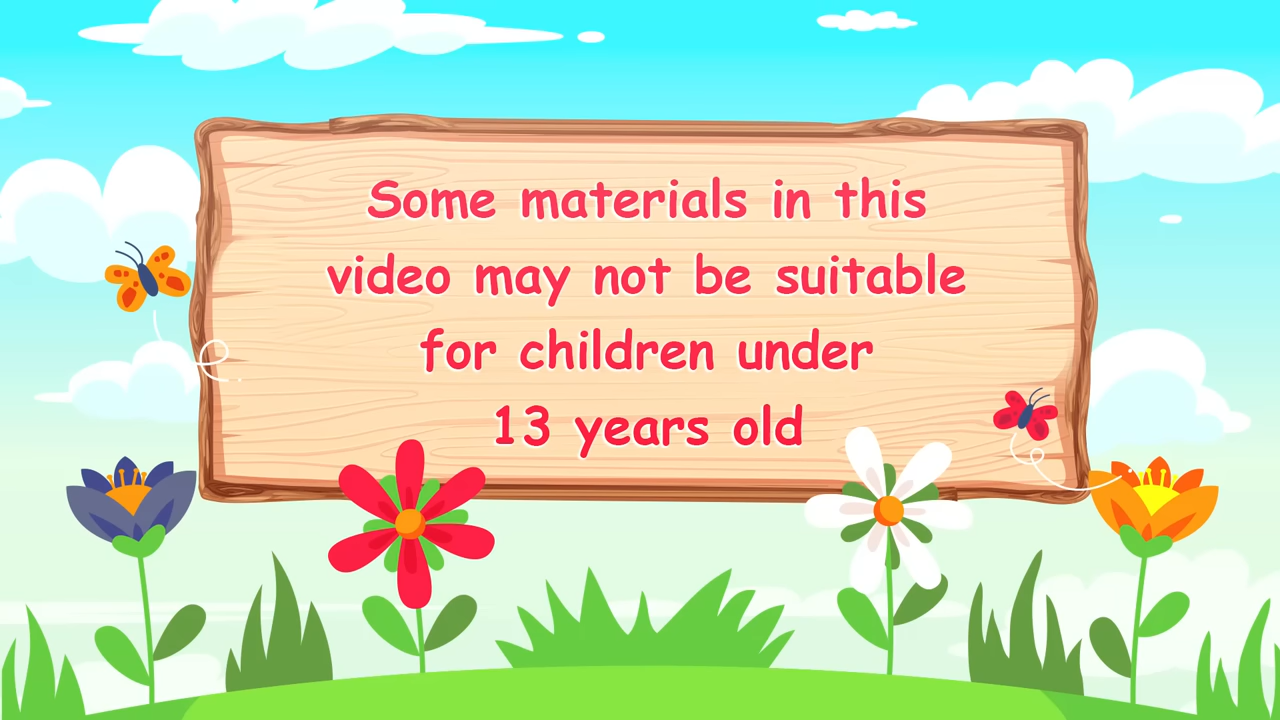 Some materials in this
video may not be suitable
for children under
13 years old